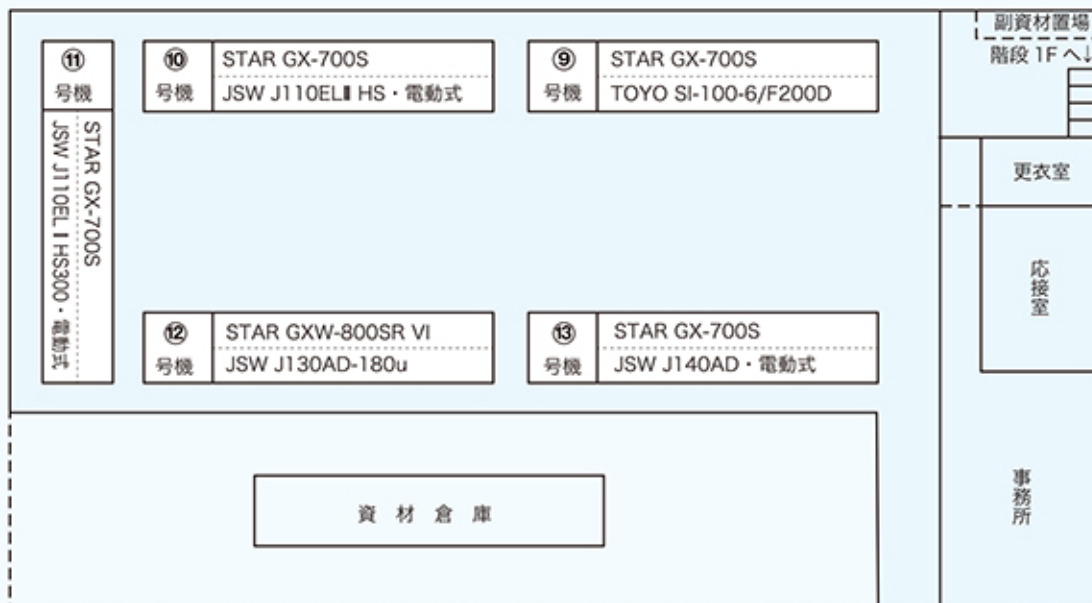 ⑪
号機
STAR GX-700S
JSW J110EL Ⅱ HS300・電動式
⑩
号機
STAR GX-700S
JSW J110ELⅡ HS・電動式
⑨
号機
STAR GX-700S
TOYO SI-100-6/F200D
⑫
号機
STAR GXW-800SR VI
JSW J130AD-180u
⑬
号機
STAR GX-700S
JSW J140AD・電動式
資材倉庫
副資材置場
階段 1F へ↓
更衣室
応接室
事務所